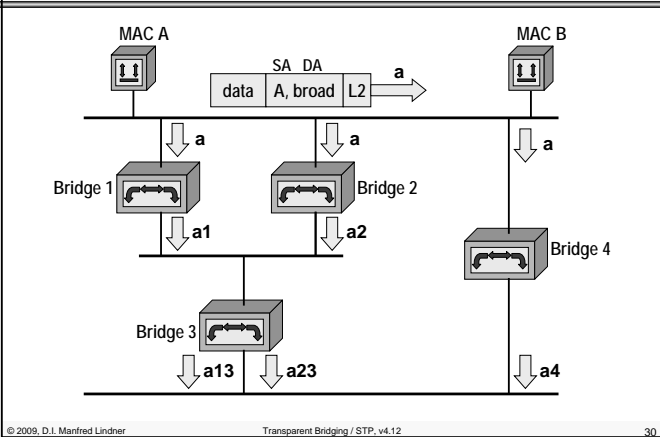 MAC A
MAC B
SA DA
a
data
A, broad
L2
a
a
a
Bridge 1
Bridge 2
a1
a2
Bridge 4
Bridge 3
a13
a23
a4
© 2009, D.I. Manfred Lindner
Transparent Bridging / STP, v4.12
30